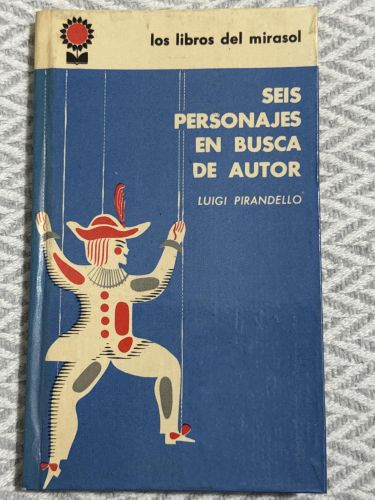 los libros del mirasol
SEIS
PERSONAJES
EN BUSCA
DE AUTOR
LUIGI PIRANDELLO